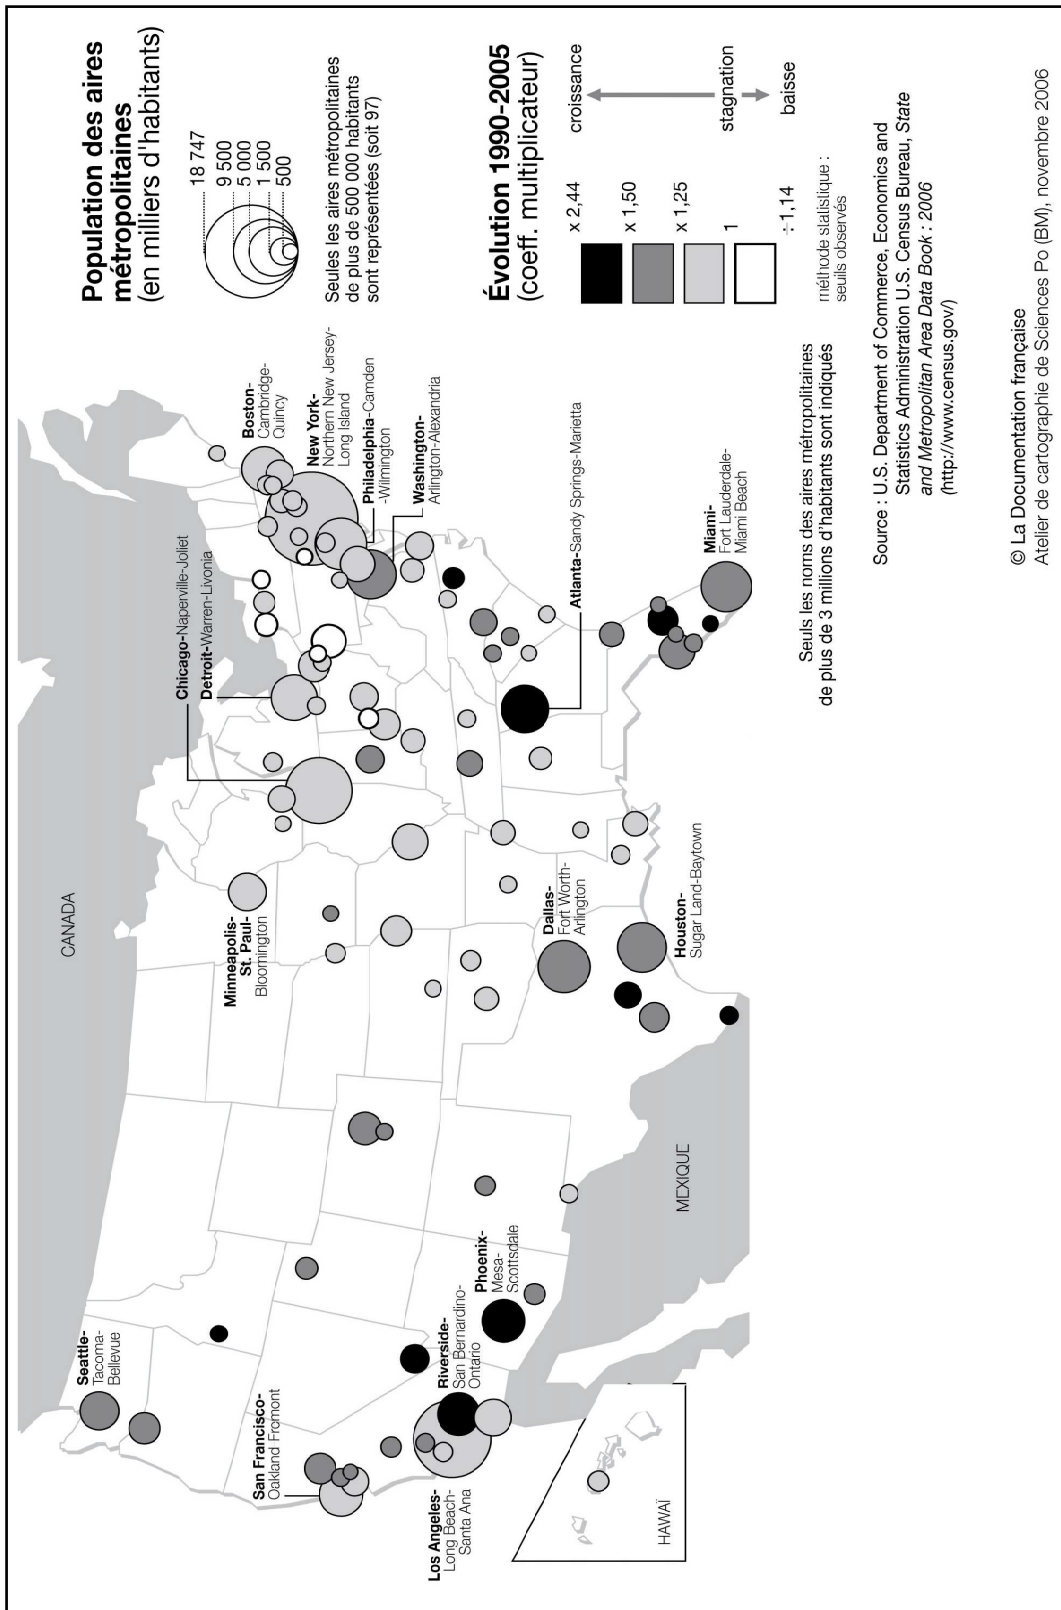 Population des aires
métropolitaines
(en milliers d'habitants)
18 747
9 500
5 000
1 500
500
Seules les aires métropolitaines
de plus de 500 000 habitants
sont représentées (soit 97)
Évolution 1990-2005
(coeff. multiplicateur)
x 2,44
x 1,50
x 1,25
1
÷ 1,14
croissance
stagnation
baisse
méthode statistique :
seuils observés
CANADA
Seattle-
Tacoma-
Bellevue
San Francisco-
Oakland Fromont
Los Angeles-
Long Beach-
Santa Ana
Riverside-
San Bernardino-
Ontario
Phoenix-
Mesa-
Scottsdale
Minneapolis-
St. Paul-
Bloomington
Chicago-Naperville-Joliet
Detroit-Warren-Livonia
Boston-
Cambridge-
Quincy
New York-
Northern New Jersey-
Long Island
Philadelphia-Camden
-Wilmington
Washington-
Arlington-Alexandria
Atlanta-Sandy Springs-Marietta
Dallas-
Fort Worth-
Arlington
Houston-
Sugar Land-Baytown
Miami-
Fort Lauderdale-
Miami Beach
MEXIQUE
HAWAÏ
Seuls les noms des aires métropolitaines
de plus de 3 millions d'habitants sont indiqués
Source : U.S. Department of Commerce, Economics and
Statistics Administration U.S. Census Bureau, State
and Metropolitan Area Data Book : 2006
(http://www.census.gov/)
© La Documentation française
Atelier de cartographie de Sciences Po (BM), novembre 2006